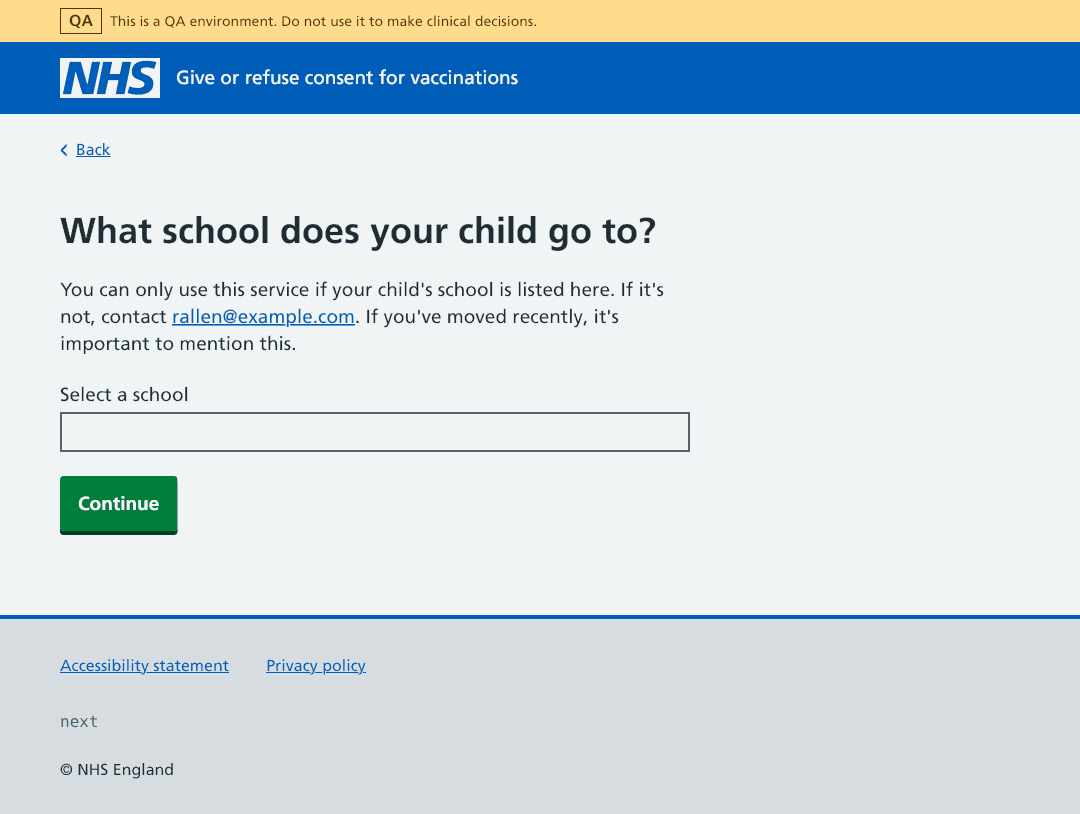 QA This is a QA environment. Do not use it to make clinical decisions.
NHS Give or refuse consent for vaccinations
Back
What school does your child go to?
You can only use this service if your child's school is listed here. If it's
not, contact rallen@example.com. If you've moved recently, it's
important to mention this.
Select a school
Continue
Accessibility statement Privacy policy
next
© NHS England